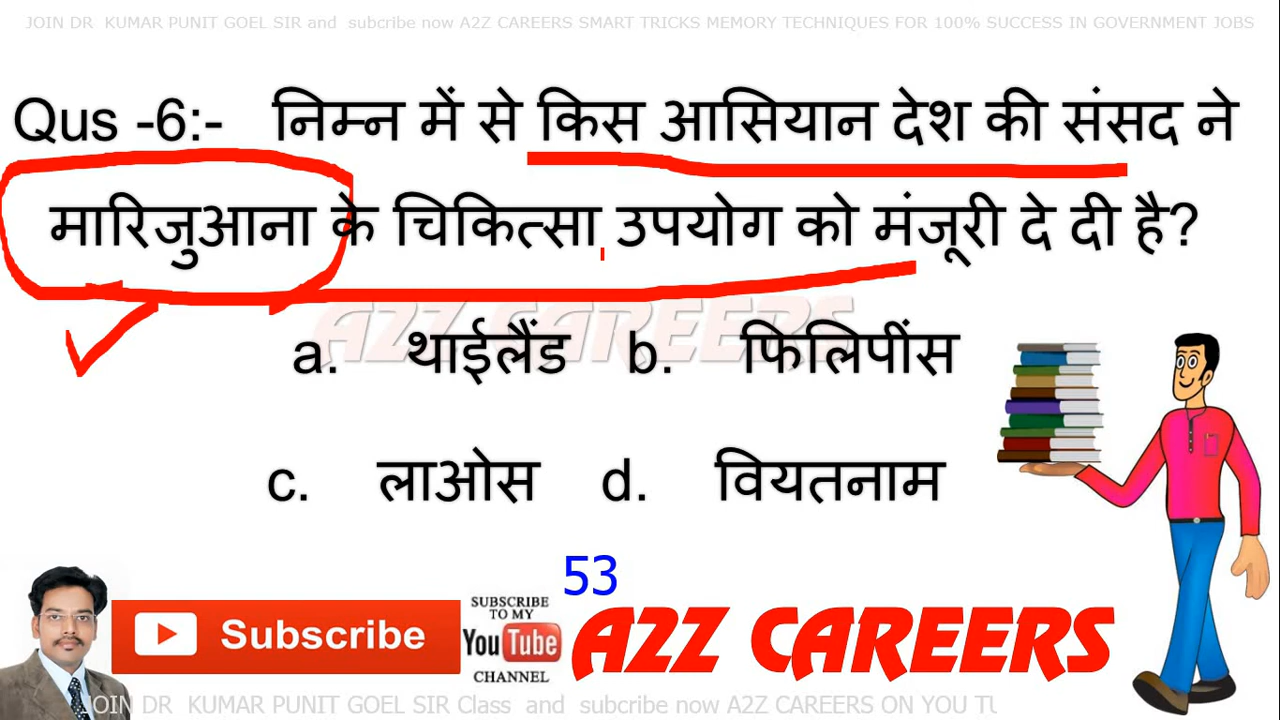 JOIN DR KUMAR PUNIT GOEL SIR and subcribe now A2Z CAREERS SMART TRICKS MEMORY TECHNIQUES FOR 100% SUCCESS IN GOVERNMENT JOBS
Qus -6:- निम्न में से किस आसियान देश की संसद ने
मारिजुआना के चिकित्सा उपयोग को मंजूरी दे दी है?
A2Z CAREERS
a. थाईलैंड b. फिलिपींस
c. लाओस d. वियतनाम
53
Subscribe
SUBSCRIBE
TO MY
YouTube
CHANNEL
A2Z CAREERS
JOIN DR KUMAR PUNIT GOEL SIR Class and subcribe now A2Z CAREERS ON YOU TU